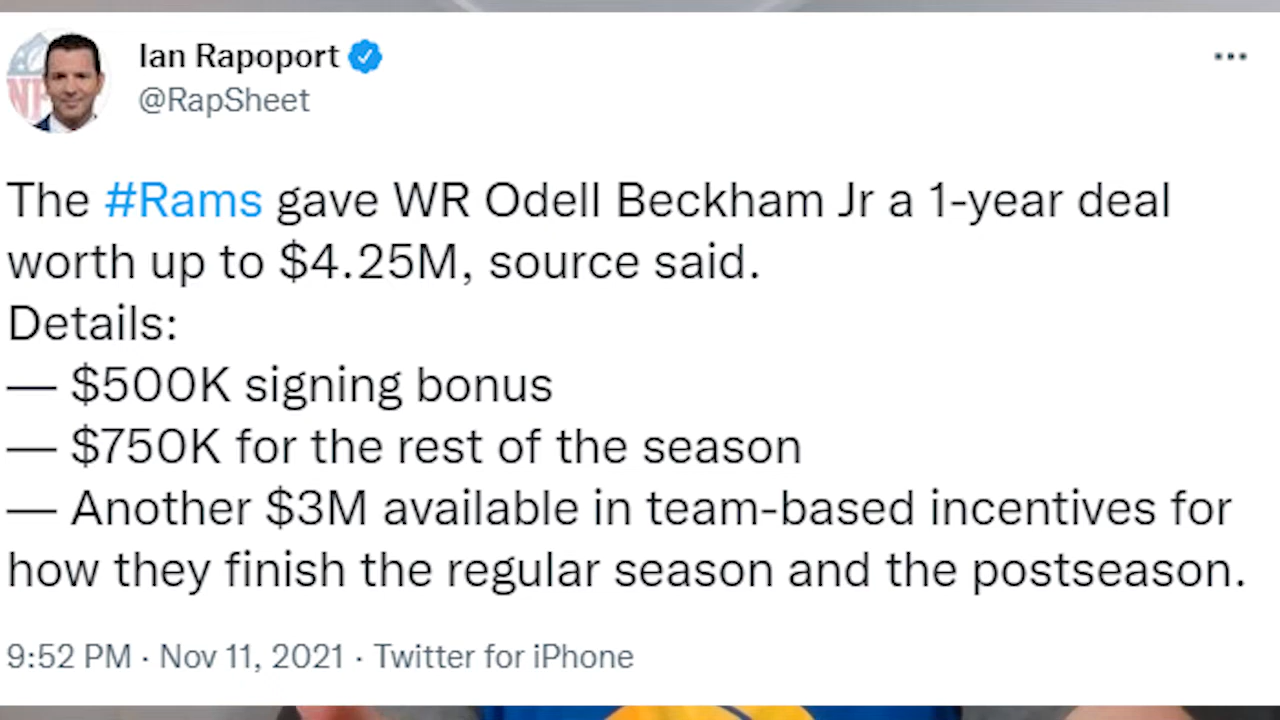 Ian Rapoport
@RapSheet
The #Rams gave WR Odell Beckham Jr a 1-year deal
worth up to $4.25M, source said.
Details:
— $500K signing bonus
— $750K for the rest of the season
— Another $3M available in team-based incentives for
how they finish the regular season and the postseason.
9:52 PM · Nov 11, 2021 · Twitter for iPhone